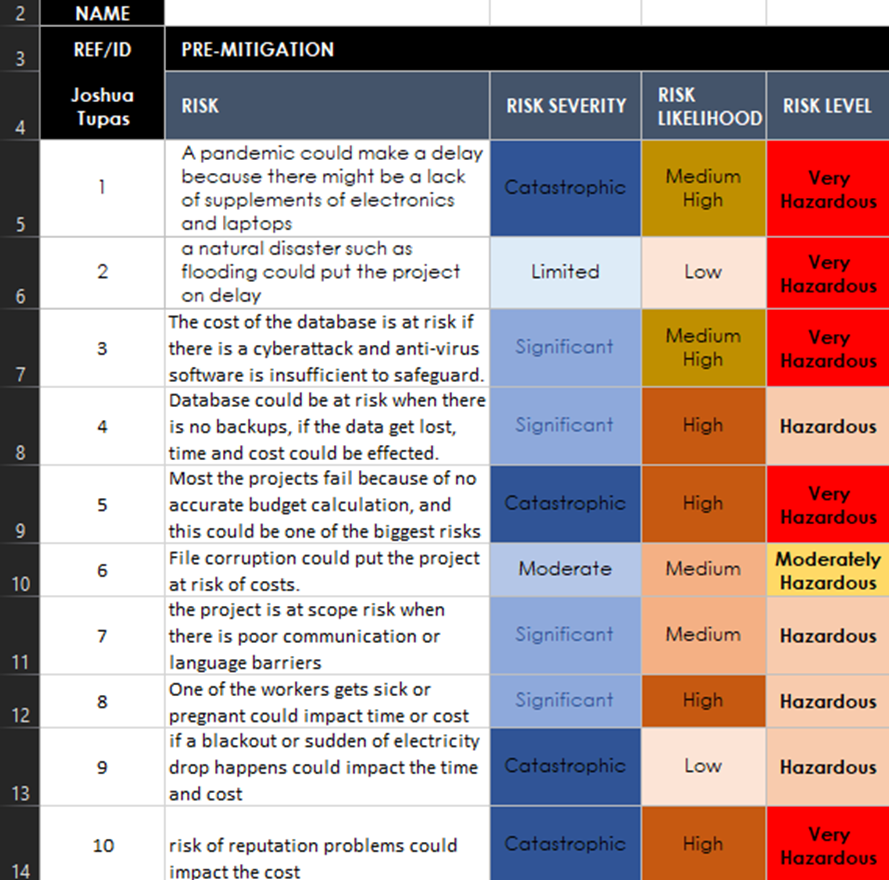 2 NAME
3 REF/ID PRE-MITIGATION
Joshua
Tupas
4 RISK RISK SEVERITY RISK
LIKELIHOOD RISK LEVEL
A pandemic could make a delay
because there might be a lack
of supplements of electronics
and laptops
5 1 Catastrophic Medium
High Very
Hazardous
a natural disaster such as
flooding could put the project
on delay
6 2 Limited Low Very
Hazardous
The cost of the database is at risk if
there is a cyberattack and anti-virus
software is insufficient to safeguard.
7 3 Significant Medium
High Very
Hazardous
Database could be at risk when there
is no backups, if the data get lost,
time and cost could be effected.
8 4 Significant High Hazardous
Most the projects fail because of no
accurate budget calculation, and
this could be one of the biggest risks
9 5 Catastrophic High Very
Hazardous
File corruption could put the project
at risk of costs.
10 6 Moderate Medium Moderately
Hazardous
the project is at scope risk when
there is poor communication or
language barriers
11 7 Significant Medium Hazardous
One of the workers gets sick or
pregnant could impact time or cost
12 8 Significant High Hazardous
if a blackout or sudden of electricity
drop happens could impact the time
and cost
13 9 Catastrophic Low Hazardous
risk of reputation problems could
impact the cost
14 10 Catastrophic High Very
Hazardous